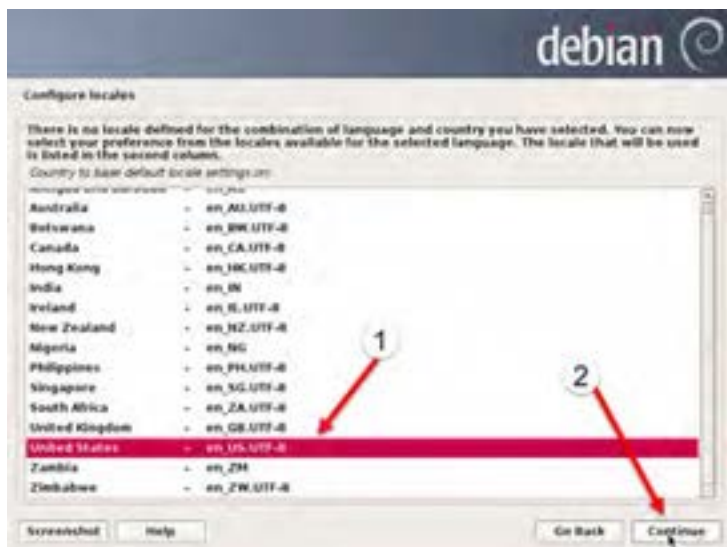 debian
Configure locales
There is no locale defined for the combination of language and country you have selected. You can now
select your preference from the locales available for the selected language. The locale that will be used
is listed in the second column.
Country to base default locale settings on:
Australia - en_AU.UTF-8
Botswana - en_BW.UTF-8
Canada - en_CA.UTF-8
Hong Kong - en_HK.UTF-8
India - en_IN
Ireland - en_IE.UTF-8
New Zealand - en_NZ.UTF-8
Nigeria - en_NG
Philippines - en_PH.UTF-8
Singapore - en_SG.UTF-8
South Africa - en_ZA.UTF-8
United Kingdom - en_GB.UTF-8
United States - en_US.UTF-8
Zambia - en_ZM
Zimbabwe - en_ZW.UTF-8
1
2
Screenshot Help Go Back Continue